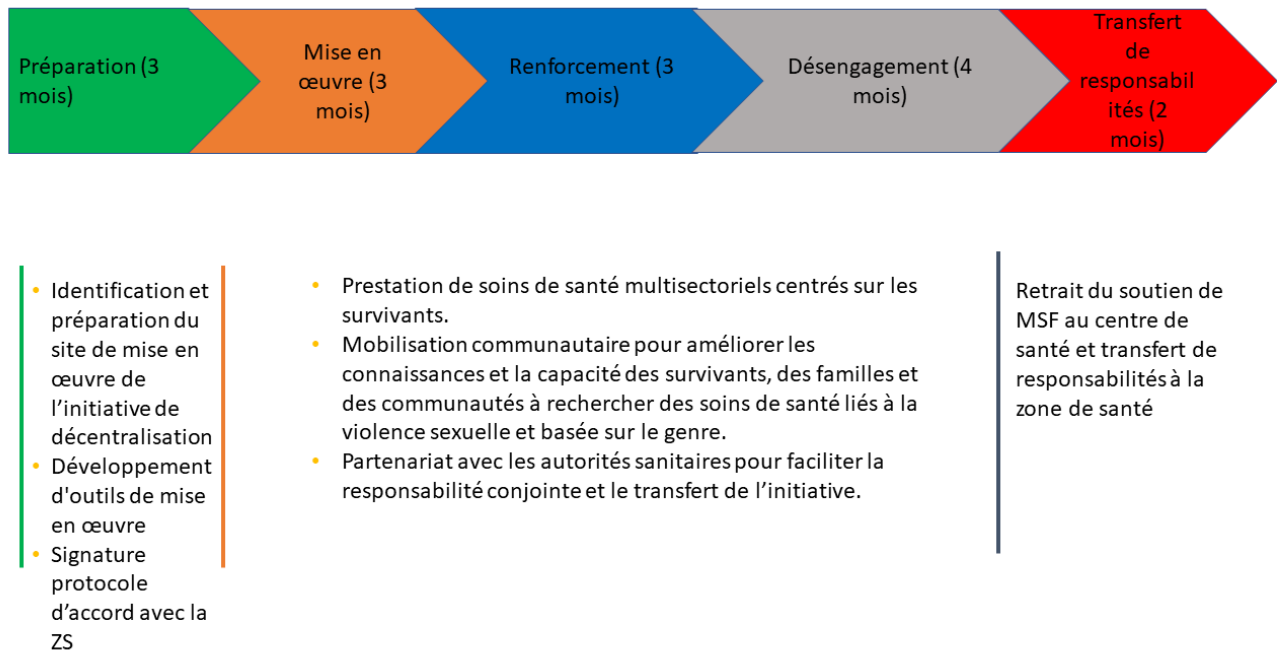 Préparation (3
mois)
Mise en
œuvre (3
mois)
Renforcement (3
mois)
Désengagement (4
mois)
Transfert
de
responsabil
ités (2
mois)
• Identification et
préparation du
site de mise en
œuvre de
l’initiative de
décentralisation
• Développement
d'outils de mise
en œuvre
• Signature
protocole
d’accord avec la
ZS
• Prestation de soins de santé multisectoriels centrés sur les
survivants.
• Mobilisation communautaire pour améliorer les
connaissances et la capacité des survivants, des familles et
des communautés à rechercher des soins de santé liés à la
violence sexuelle et basée sur le genre.
• Partenariat avec les autorités sanitaires pour faciliter la
responsabilité conjointe et le transfert de l’initiative.
Retrait du soutien de
MSF au centre de
santé et transfert de
responsabilités à la
zone de santé